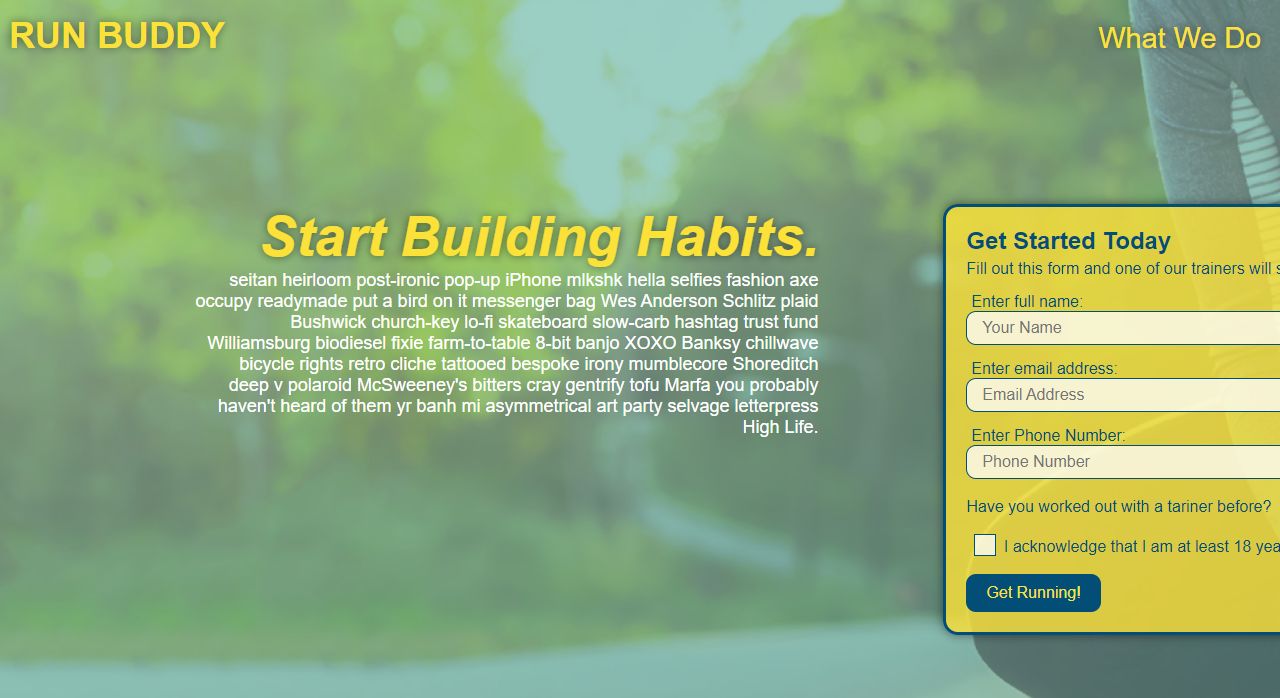 RUN BUDDY
What We Do
Start Building Habits.
seitan heirloom post-ironic pop-up iPhone mlkshk hella selfies fashion axe
occupy readymade put a bird on it messenger bag Wes Anderson Schlitz plaid
Bushwick church-key lo-fi skateboard slow-carb hashtag trust fund
Williamsburg biodiesel fixie farm-to-table 8-bit banjo XOXO Banksy chillwave
bicycle rights retro cliche tattooed bespoke irony mumblecore Shoreditch
deep v polaroid McSweeney's bitters cray gentrify tofu Marfa you probably
haven't heard of them yr banh mi asymmetrical art party selvage letterpress
High Life.
Get Started Today
Fill out this form and one of our trainers will
Enter full name:
Your Name
Enter email address:
Email Address
Enter Phone Number:
Phone Number
Have you worked out with a tariner before?
I acknowledge that I am at least 18
Get Running!